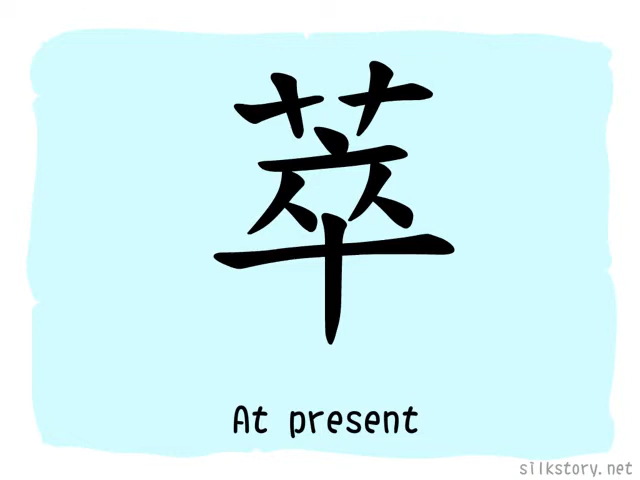 萃
At present
silkstory.net